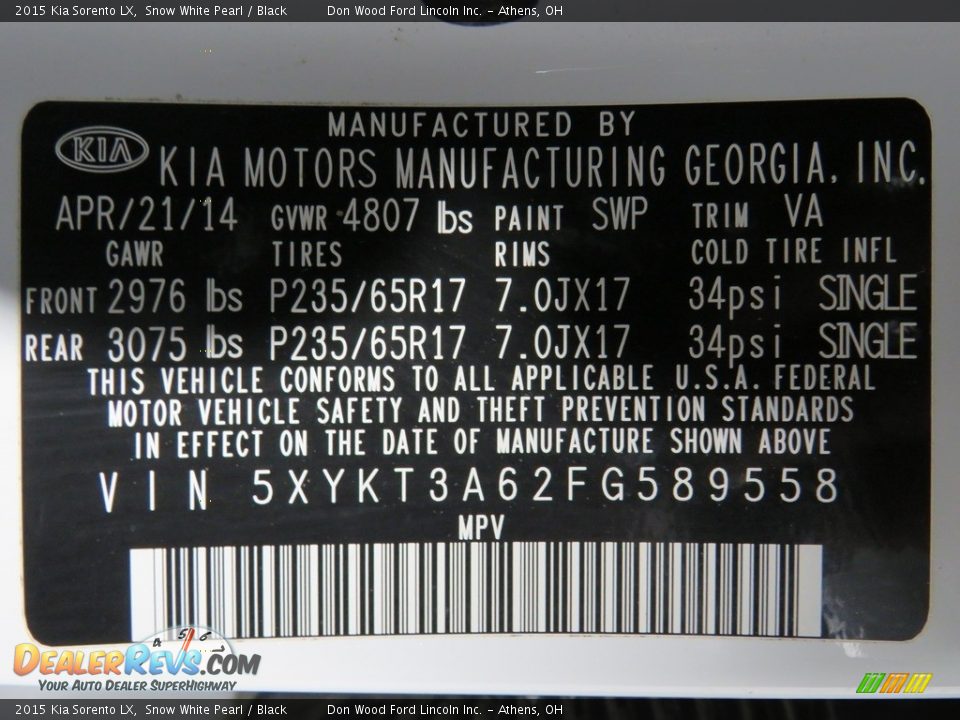 2015 Kia Sorento LX, Snow White Pearl / Black Don Wood Ford Lincoln Inc. - Athens, OH
MANUFACTURED BY
KIA KIA MOTORS MANUFACTURING GEORGIA, INC.
APR/21/14 GVWR 4807 lbs PAINT SWP TRIM VA
GAWR TIRES RIMS COLD TIRE INFL
FRONT 2976 lbs P235/65R17 7.0JX17 34psi SINGLE
REAR 3075 lbs P235/65R17 7.0JX17 34psi SINGLE
THIS VEHICLE CONFORMS TO ALL APPLICABLE U.S.A. FEDERAL
MOTOR VEHICLE SAFETY AND THEFT PREVENTION STANDARDS
IN EFFECT ON THE DATE OF MANUFACTURE SHOWN ABOVE
VIN 5XYKT3A62FG589558
MPV
4 5 6
DEALERREVS.COM
YOUR AUTO DEALER SUPERHIGHWAY
2015 Kia Sorento LX, Snow White Pearl / Black Don Wood Ford Lincoln Inc. - Athens, OH